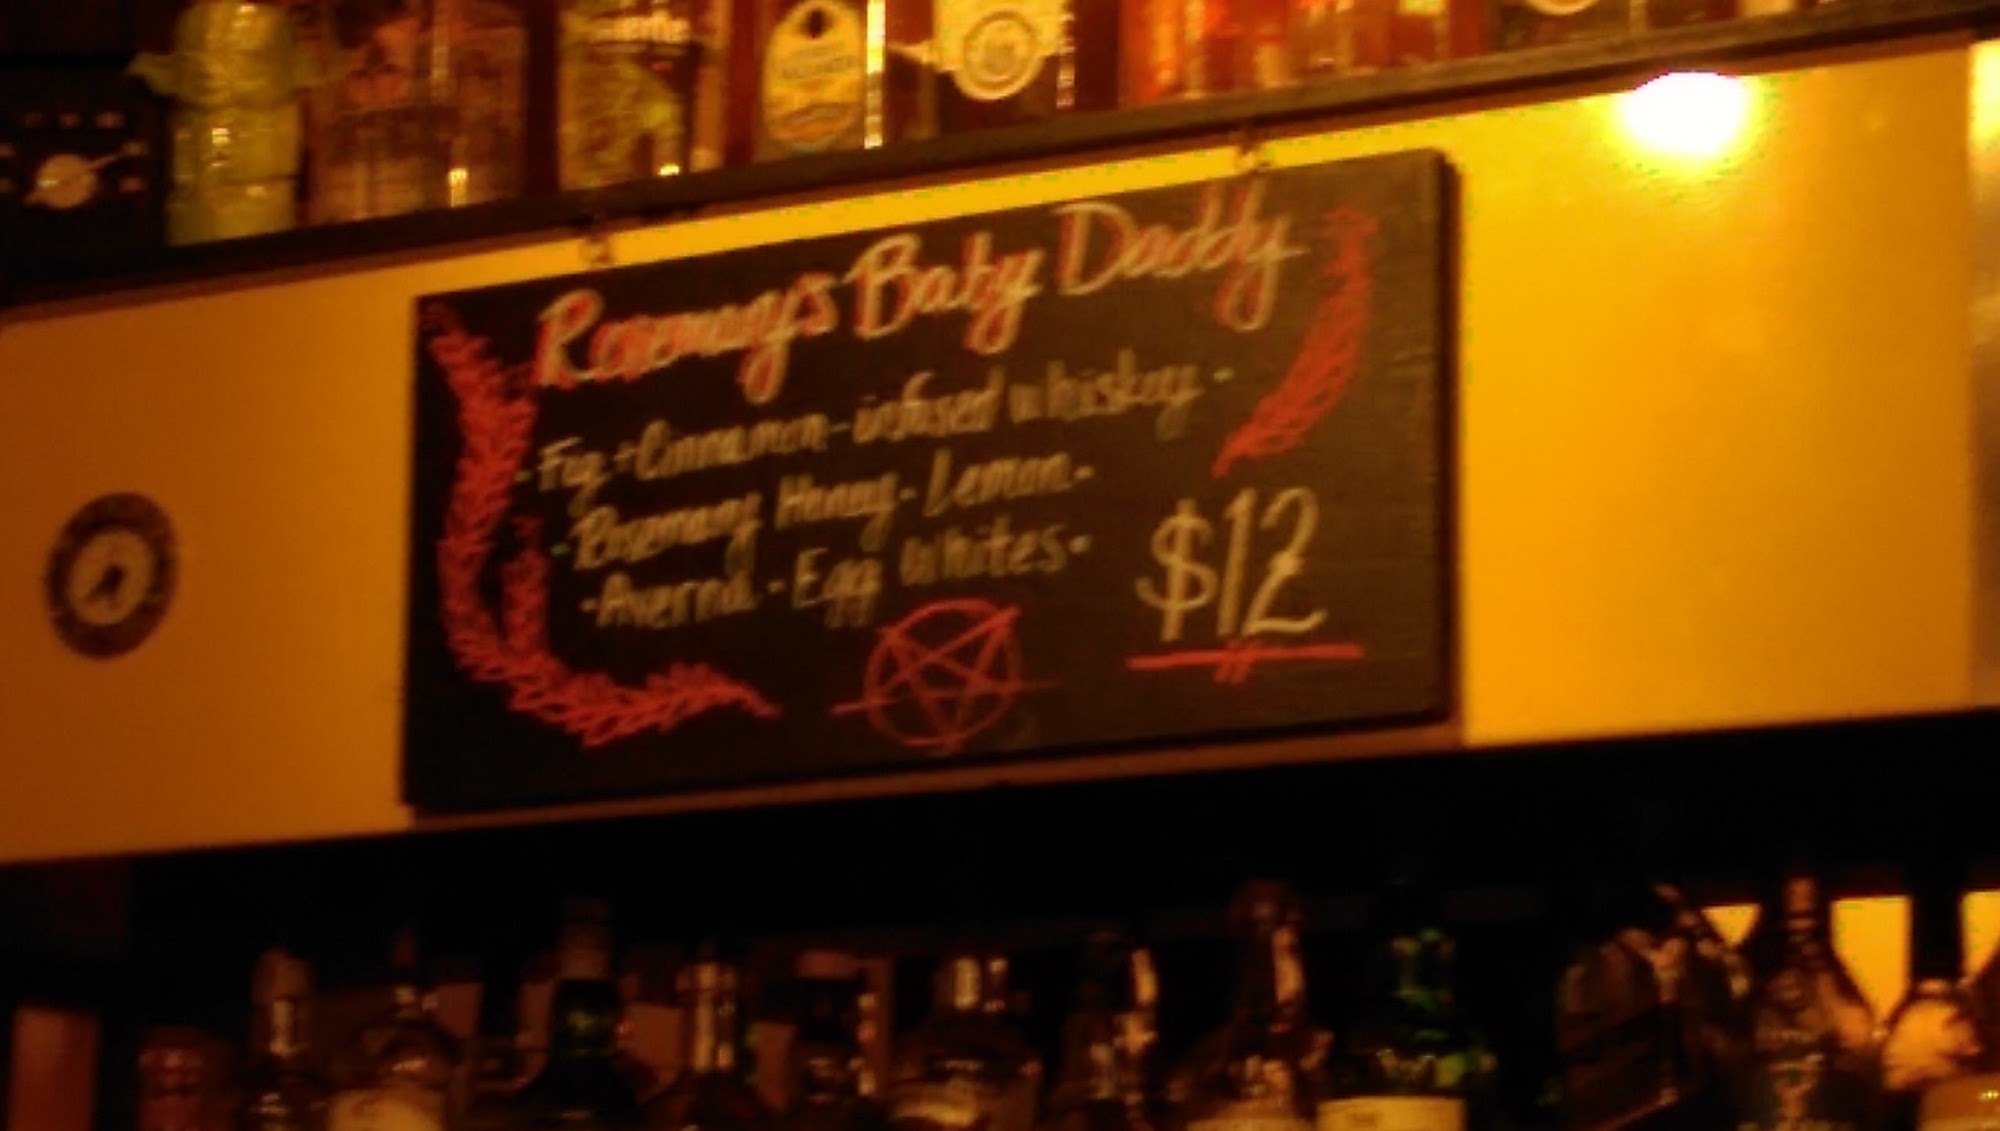 Rosemary's Baby Daddy
- Fig + Cinnamon-infused whiskey -
- Rosemary Honey - Lemon -
- Averna - Egg Whites -
$12